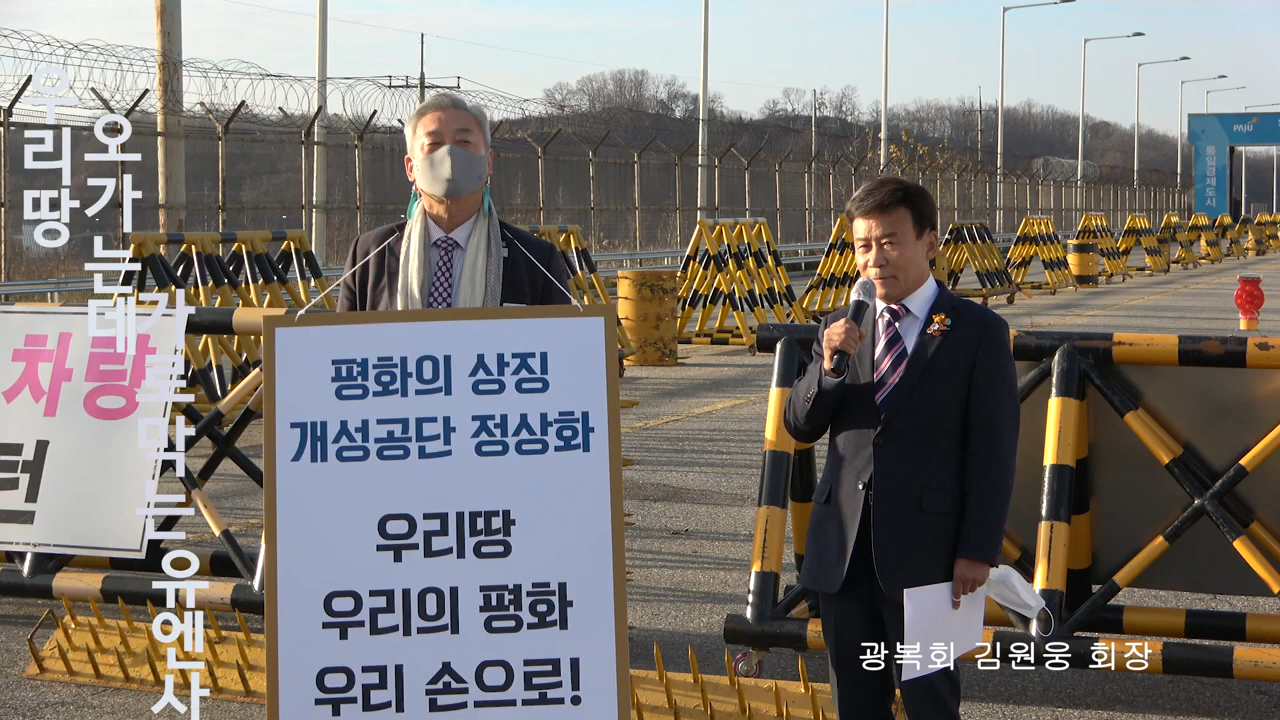 우리땅
오가는데
가로막는유엔사
PAJU
통일경제도시
차량
터
평화의 상징
개성공단 정상화
우리땅
우리의 평화
우리 손으로!
광복회 김원웅 회장